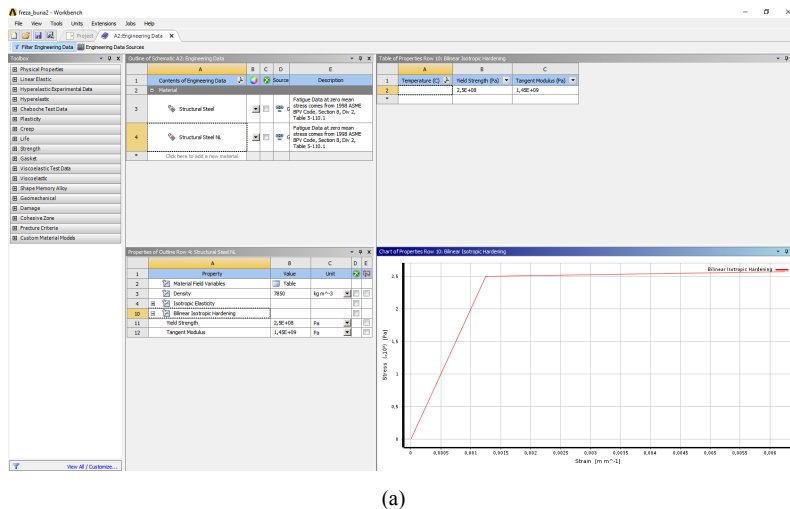 freza_buna2 - Workbench
File View Tools Units Extensions Jobs Help
Project A2:Engineering Data
Filter Engineering Data Engineering Data Sources
Toolbox
Physical Properties
Linear Elastic
Hyperelastic Experimental Data
Hyperelastic
Chaboche Test Data
Plasticity
Creep
Life
Strength
Gasket
Viscoelastic Test Data
Viscoelastic
Shape Memory Alloy
Geomechanical
Damage
Cohesive Zone
Fracture Criteria
Custom Material Models
View All / Customize...
Outline of Schematic A2: Engineering Data
A B C D E
1 Contents of Engineering Data Source Description
2 Material
3 Structural Steel
Fatigue Data at zero mean
stress comes from 1998 ASME
BPV Code, Section 8, Div 2,
Table 5-110.1
4 Structural Steel NL
Fatigue Data at zero mean
stress comes from 1998 ASME
BPV Code, Section 8, Div 2,
Table 5-110.1
* Click here to add a new material
Table of Properties Row 10: Bilinear Isotropic Hardening
A B C
1 Temperature (C) Yield Strength (Pa) Tangent Modulus (Pa)
2 2,5E+08 1,45E+09
*
Properties of Outline Row 4: Structural Steel NL
A B C D E
1 Property Value Unit
2 Material Field Variables Table
3 Density 7850 kg m^-3
4 Isotropic Elasticity
10 Bilinear Isotropic Hardening
11 Yield Strength 2,5E+08 Pa
12 Tangent Modulus 1,45E+09 Pa
Chart of Properties Row 10: Bilinear Isotropic Hardening
Bilinear Isotropic Hardening
Stress (.10⁸) [Pa]
2,5
2
1,5
1
0,5
0
0 0,0005 0,001 0,0015 0,002 0,0025 0,003 0,0035 0,004 0,0045 0,005 0,0055 0,006
Strain [m m^-1]
(a)